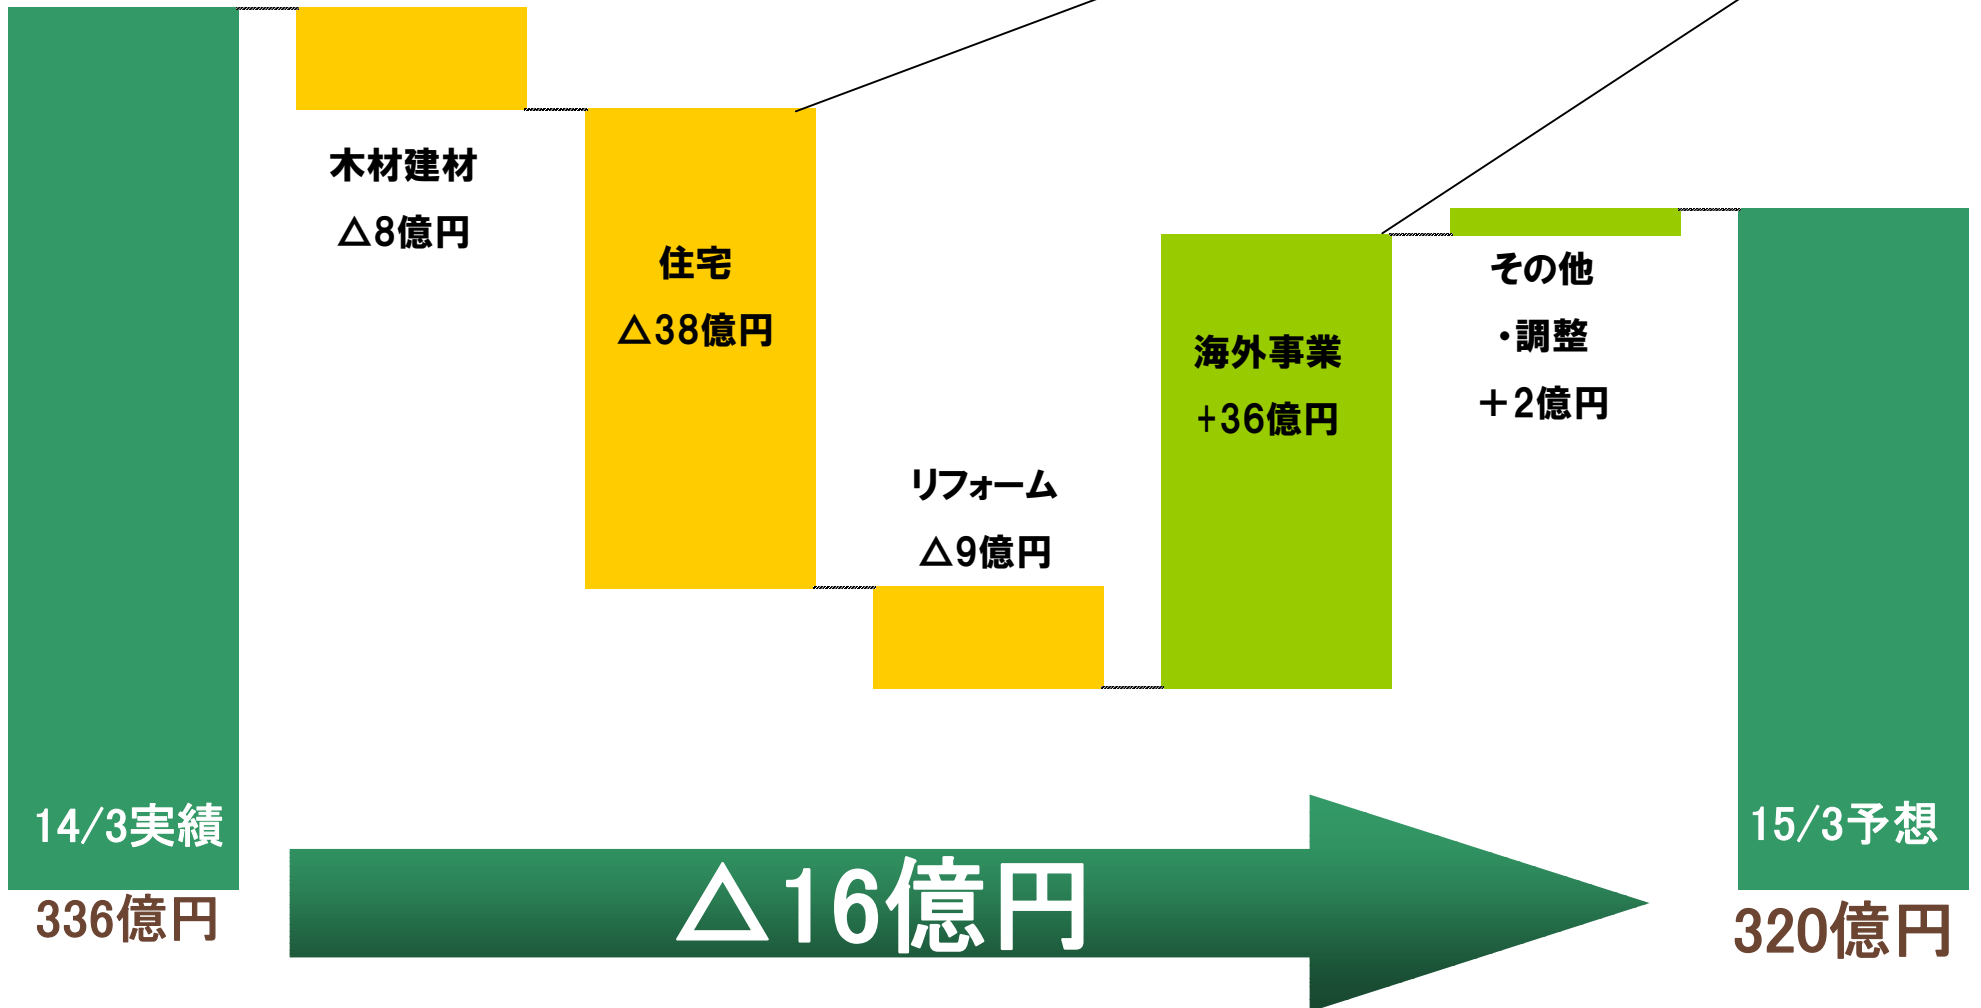 木材建材
△8億円
住宅
△38億円
リフォーム
△9億円
海外事業
+36億円
その他
・調整
＋2億円
14/3実績
336億円
△16億円
15/3予想
320億円